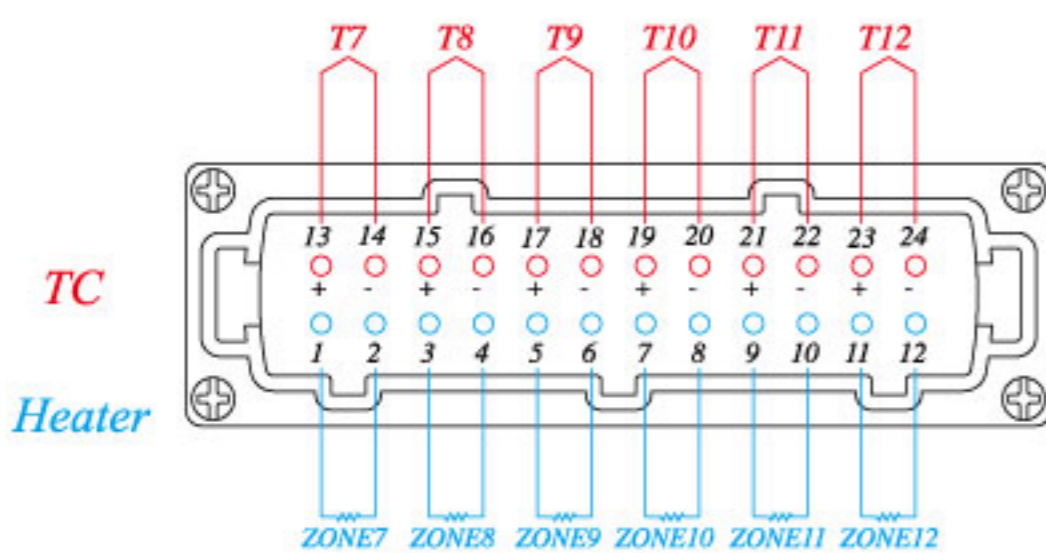 T7 T8 T9 T10 T11 T12
13 14 15 16 17 18 19 20 21 22 23 24
TC
+ - + - + - + - + - + -
1 2 3 4 5 6 7 8 9 10 11 12
Heater
ZONE7 ZONE8 ZONE9 ZONE10 ZONE11 ZONE12